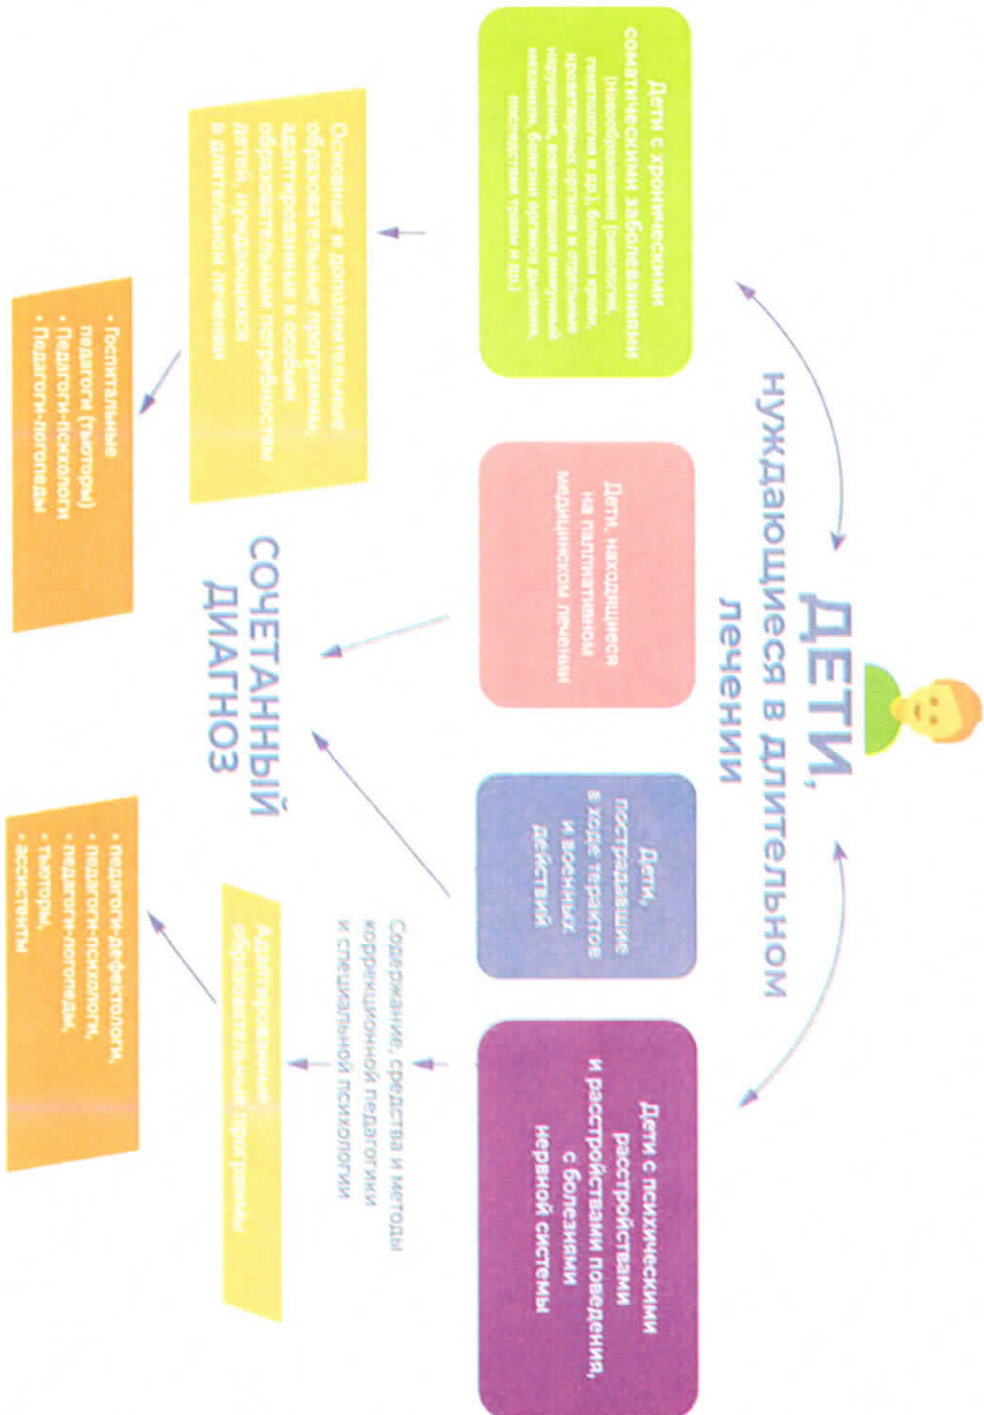 ДЕТИ,
нуждающиеся в длительном
лечении
Дети с хроническими
соматическими заболеваниями
(Новообразования (онкология,
гематология и др.), болезни крови,
кроветворных органов и отдельные
нарушения, вовлекающие иммунный
механизм, болезни органов дыхания,
последствия травм и др.)
Дети, находящиеся
на паллиативном
медицинском лечении
Дети,
пострадавшие
в ходе терактов
и военных
действий
Дети с психическими
расстройствами
и расстройствами поведения,
с болезнями
нервной системы
Основные и дополнительные
образовательные программы,
адаптированные к особым
образовательным потребностям
детей, нуждающихся
в длительном лечении
СОЧЕТАННЫЙ
ДИАГНОЗ
Содержание, средства и методы
коррекционной педагогики
и специальной психологии
Адаптированные
образовательные программы
• Госпитальные
педагоги (тьюторы)
• Педагоги-психологи
• Педагоги-логопеды
• педагоги-дефектологи,
• педагоги-психологи,
• педагоги-логопеды,
• тьюторы,
• ассистенты